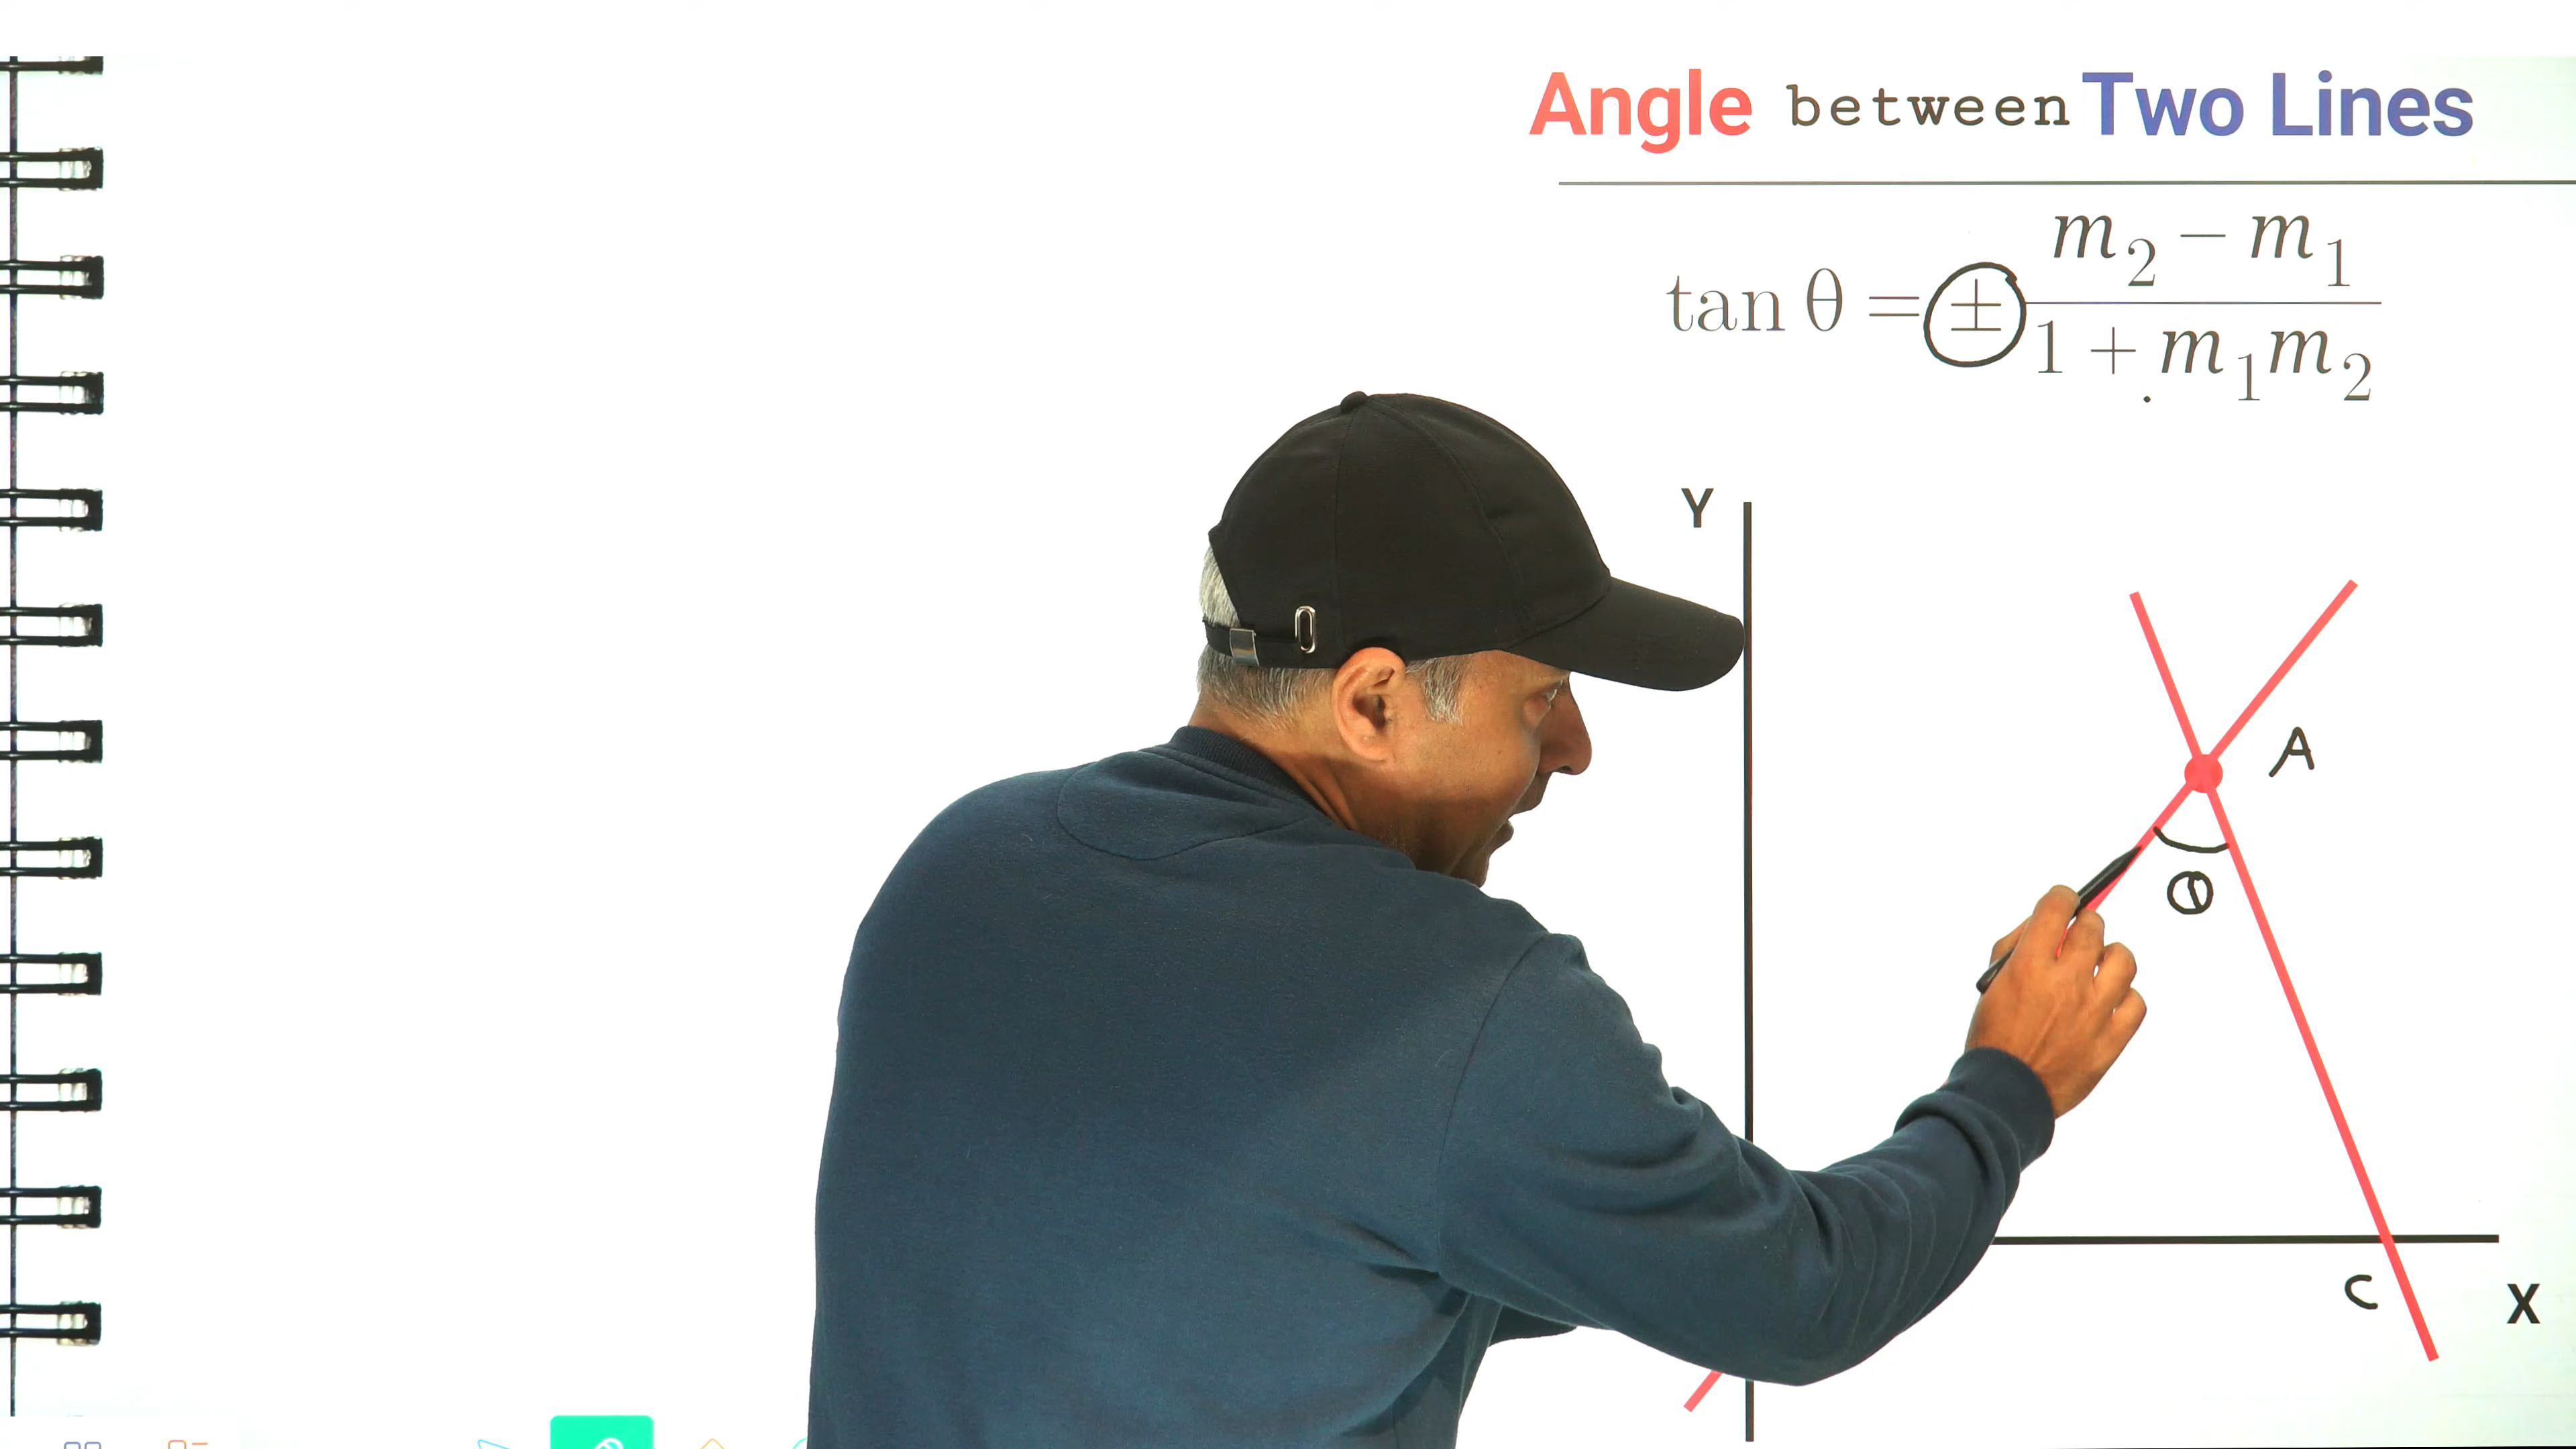 Angle between Two Lines
tan θ = ± m₂ − m₁ / 1 + m₁m₂
Y
A
θ
C
X